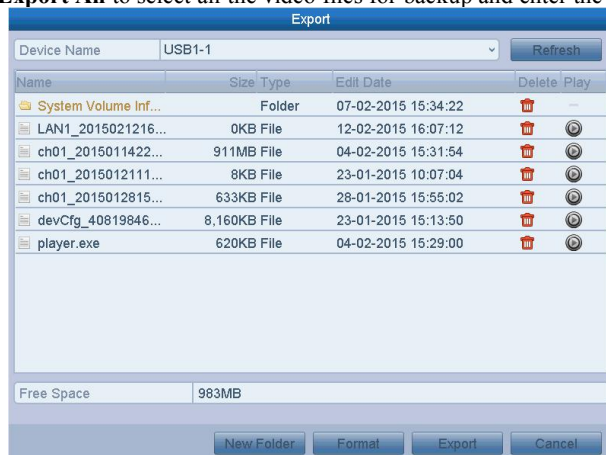 Export All to select all the video files for backup and enter the
Export
Device Name USB1-1 Refresh
Name Size Type Edit Date Delete Play
System Volume Inf... Folder 07-02-2015 15:34:22 —
LAN1_2015021216... 0KB File 12-02-2015 16:07:12
ch01_2015011422... 911MB File 04-02-2015 15:31:54
ch01_2015012111... 8KB File 23-01-2015 10:07:04
ch01_2015012815... 633KB File 28-01-2015 15:55:02
devCfg_40819846... 8,160KB File 23-01-2015 15:13:50
player.exe 620KB File 04-02-2015 15:29:00
Free Space 983MB
New Folder Format Export Cancel